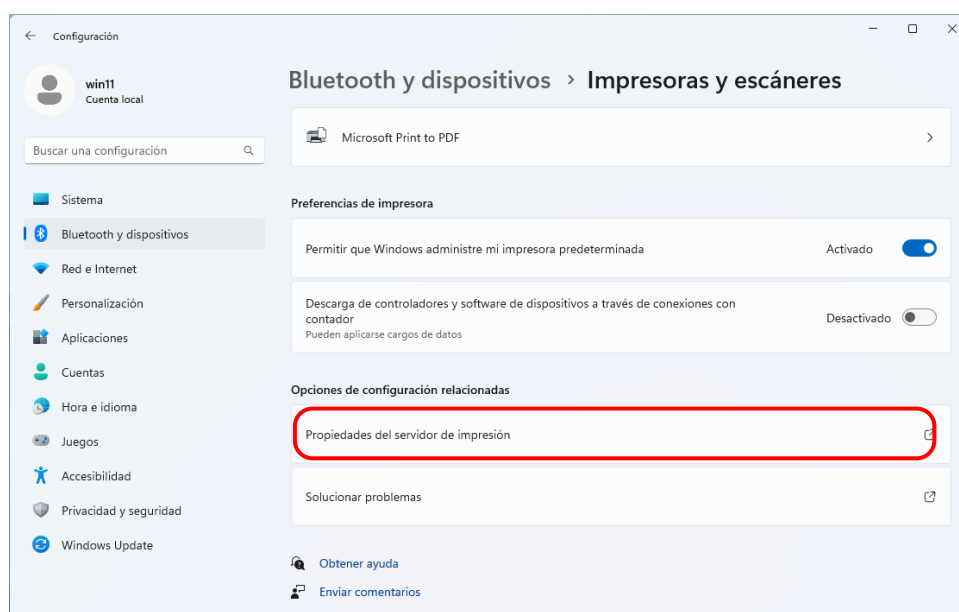 Configuración
win11
Cuenta local
Buscar una configuración
Sistema
Bluetooth y dispositivos
Red e Internet
Personalización
Aplicaciones
Cuentas
Hora e idioma
Juegos
Accesibilidad
Privacidad y seguridad
Windows Update
Bluetooth y dispositivos > Impresoras y escáneres
Microsoft Print to PDF
Preferencias de impresora
Permitir que Windows administre mi impresora predeterminada Activado
Descarga de controladores y software de dispositivos a través de conexiones con
contador
Pueden aplicarse cargos de datos
Desactivado
Opciones de configuración relacionadas
Propiedades del servidor de impresión
Solucionar problemas
Obtener ayuda
Enviar comentarios